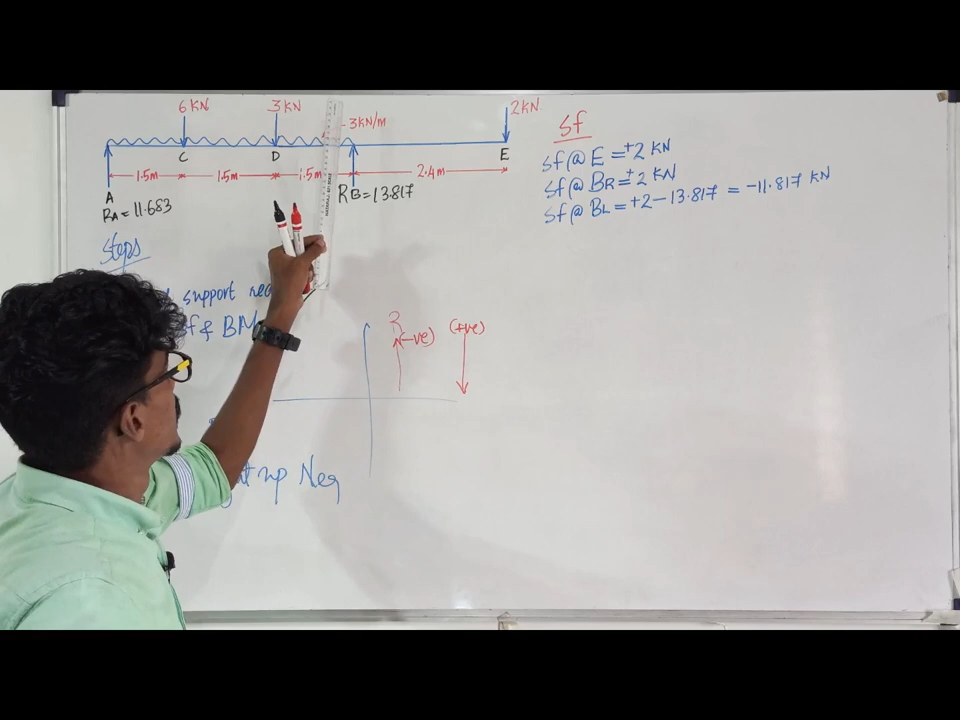 6 KN 3KN 3KN/m 2KN
C D E
1.5m 1.5m 1.5m 2.4m
A
RA = 11.683
RB = 13.817
Steps
support
sf & BM
R
(-ve) (+ve)
up Neg
sf
sf@ E = +2 KN
sf@ BR = +2 KN
sf@ BL = +2 - 13.817 = -11.817 KN